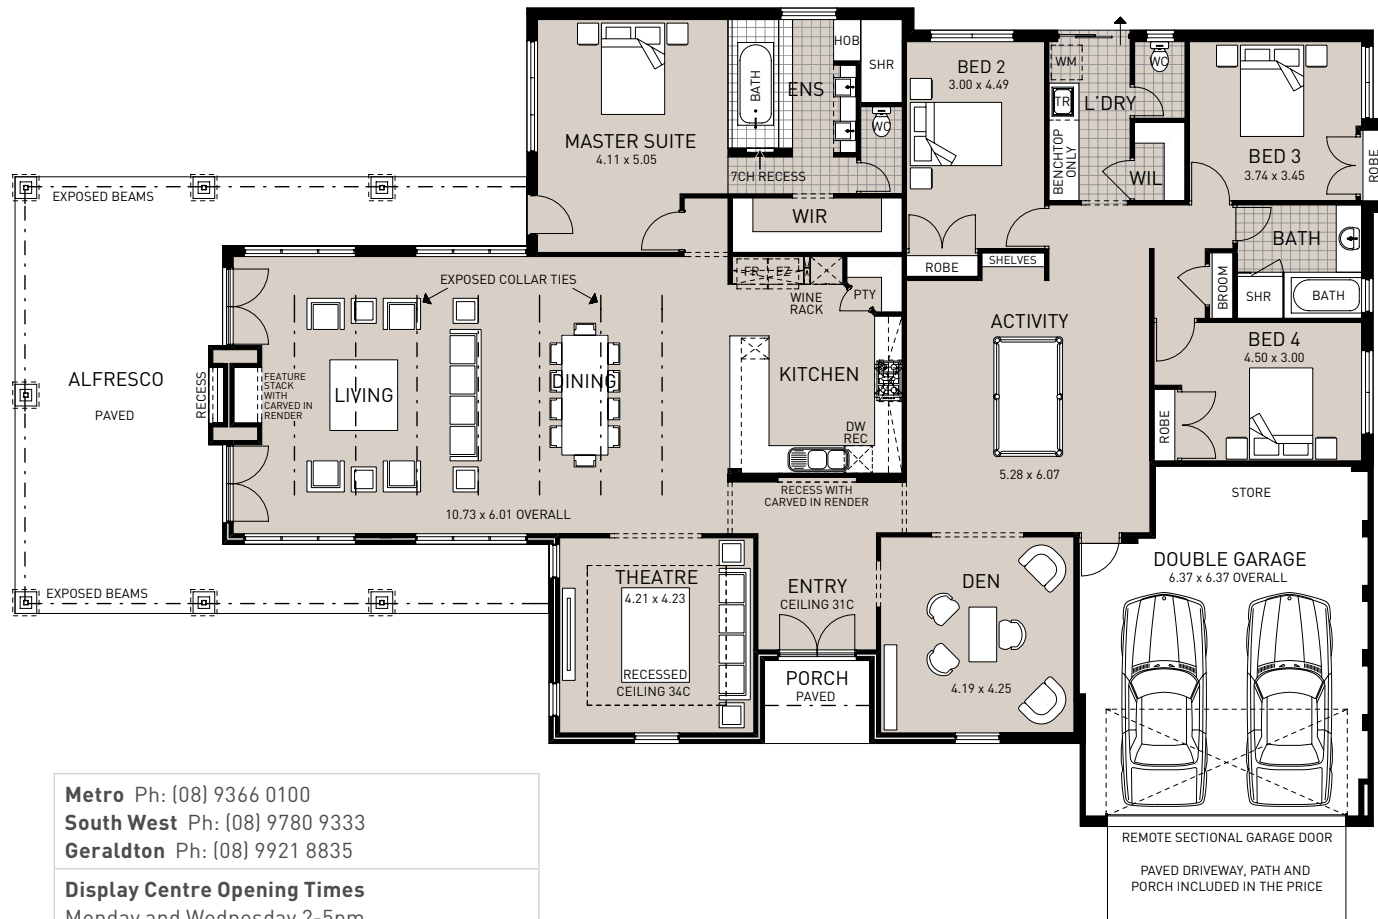 HOB
SHR
BATH
ENS
WC
MASTER SUITE
4.11 x 5.05
7CH RECESS
WIR
BED 2
3.00 x 4.49
WM
TR
L'DRY
BENCHTOP
ONLY
WC
WIL
BED 3
3.74 x 3.45
ROBE
EXPOSED BEAMS
ROBE
SHELVES
BATH
BROOM
SHR
BATH
EXPOSED COLLAR TIES
FR
FZ
WINE
RACK
PTY
ACTIVITY
5.28 x 6.07
BED 4
4.50 x 3.00
ROBE
ALFRESCO
PAVED
RECESS
FEATURE
STACK
WITH
CARVED IN
RENDER
LIVING
DINING
KITCHEN
DW
REC
10.73 x 6.01 OVERALL
RECESS WITH
CARVED IN RENDER
STORE
EXPOSED BEAMS
THEATRE
4.21 x 4.23
RECESSED
CEILING 34C
ENTRY
CEILING 31C
PORCH
PAVED
DEN
4.19 x 4.25
DOUBLE GARAGE
6.37 x 6.37 OVERALL
REMOTE SECTIONAL GARAGE DOOR
PAVED DRIVEWAY, PATH AND
PORCH INCLUDED IN THE PRICE
Metro Ph: (08) 9366 0100
South West Ph: (08) 9780 9333
Geraldton Ph: (08) 9921 8835
Display Centre Opening Times
Monday and Wednesday 2-5pm